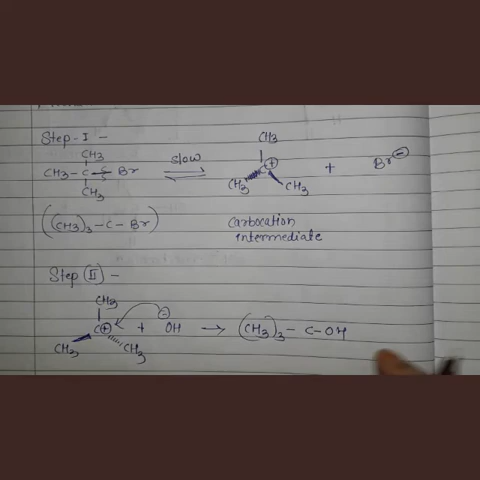 Step-I -
CH3
CH3-C-Br slow ⇌ CH3 C⊕ CH3 CH3 + Br⊖
CH3
((CH3)3-C-Br) Carbocation
intermediate
Step (II) -
CH3
C⊕ + ⊖OH → (CH3)3- C-OH
CH3 CH3